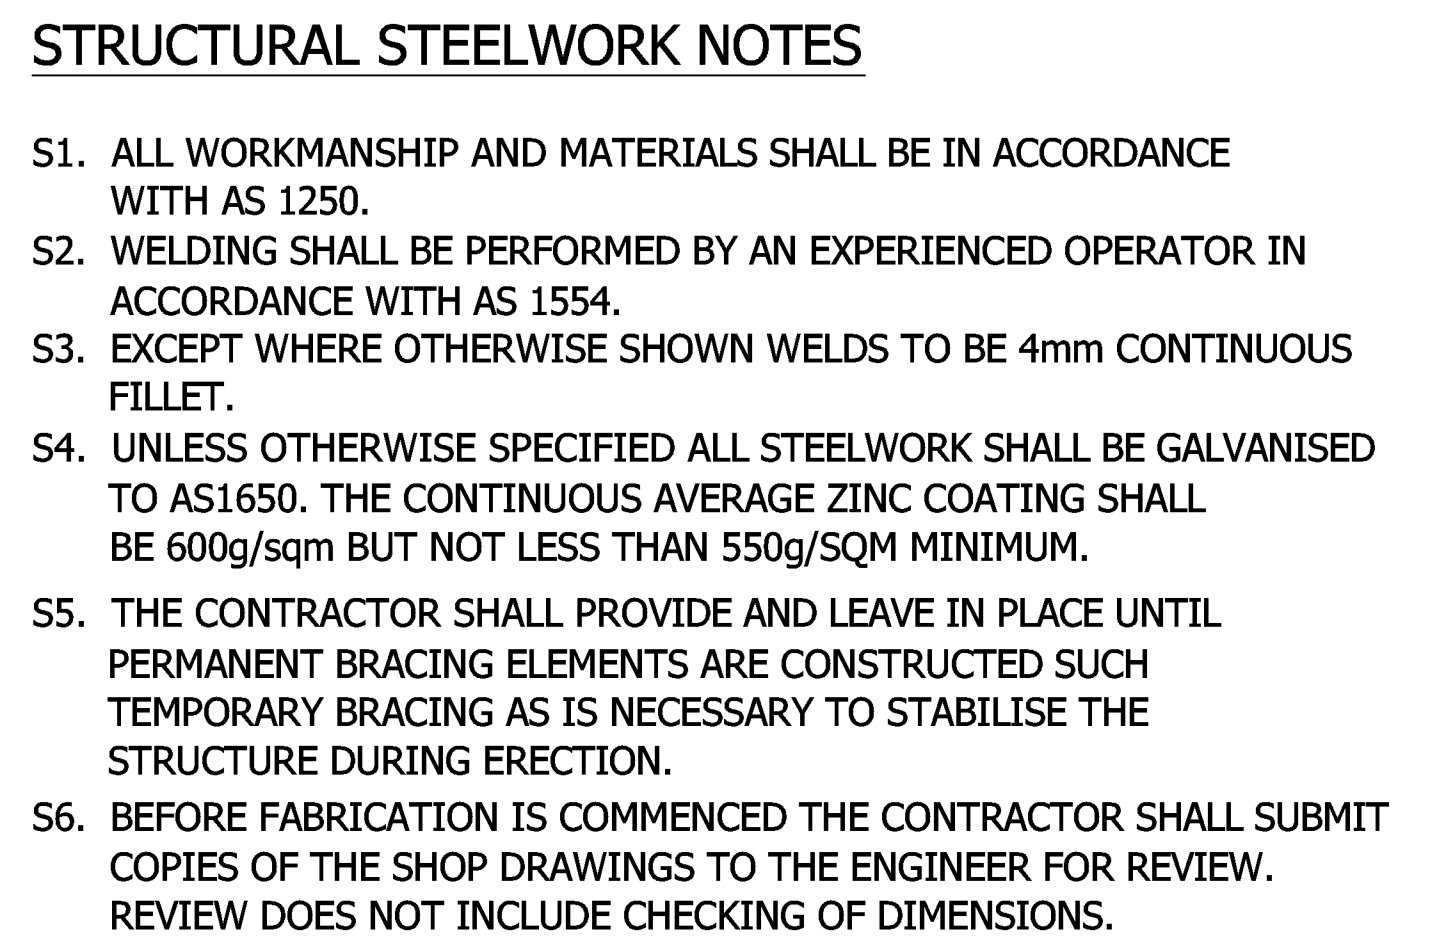 STRUCTURAL STEELWORK NOTES
S1. ALL WORKMANSHIP AND MATERIALS SHALL BE IN ACCORDANCE
WITH AS 1250.
S2. WELDING SHALL BE PERFORMED BY AN EXPERIENCED OPERATOR IN
ACCORDANCE WITH AS 1554.
S3. EXCEPT WHERE OTHERWISE SHOWN WELDS TO BE 4mm CONTINUOUS
FILLET.
S4. UNLESS OTHERWISE SPECIFIED ALL STEELWORK SHALL BE GALVANISED
TO AS1650. THE CONTINUOUS AVERAGE ZINC COATING SHALL
BE 600g/sqm BUT NOT LESS THAN 550g/SQM MINIMUM.
S5. THE CONTRACTOR SHALL PROVIDE AND LEAVE IN PLACE UNTIL
PERMANENT BRACING ELEMENTS ARE CONSTRUCTED SUCH
TEMPORARY BRACING AS IS NECESSARY TO STABILISE THE
STRUCTURE DURING ERECTION.
S6. BEFORE FABRICATION IS COMMENCED THE CONTRACTOR SHALL SUBMIT
COPIES OF THE SHOP DRAWINGS TO THE ENGINEER FOR REVIEW.
REVIEW DOES NOT INCLUDE CHECKING OF DIMENSIONS.